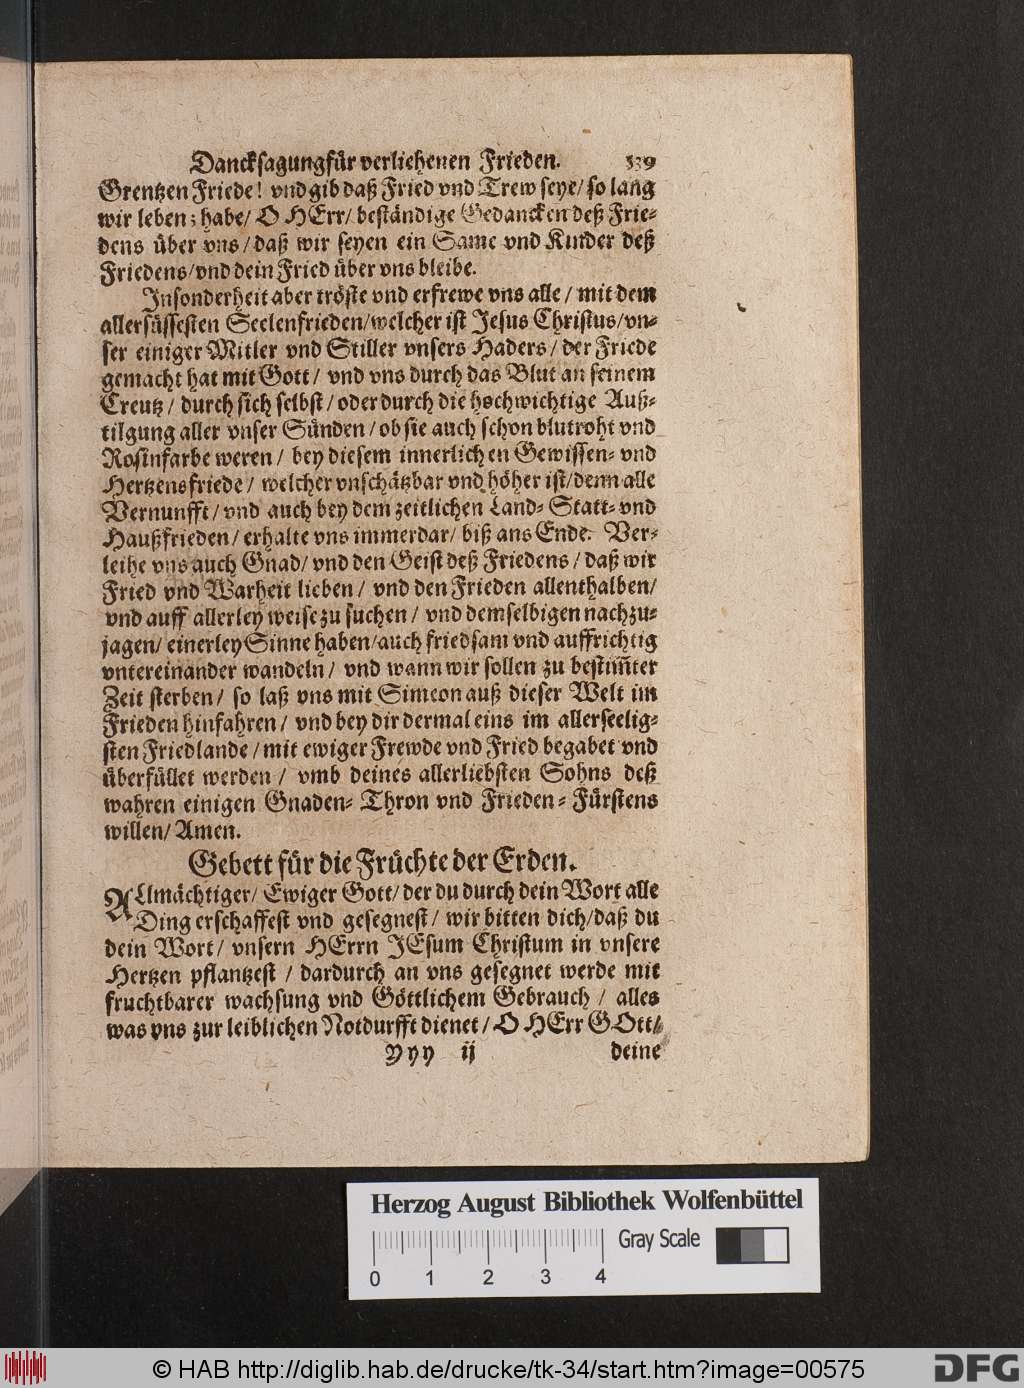 Dancksagung für verliehenen Frieden. 539
Grentzen Friede! vnd gib daß Fried vnd Trew seye/ so lang
wir leben; habe/ O HErr/ beständige Gedancken deß Frie-
dens über vns/ daß wir seyen ein Same vnd Kinder deß
Friedens/ vnd dein Fried über vns bleibe.
Insonderheit aber tröste vnd erfrewe vns alle/ mit dem
allersüssesten Seelenfrieden/ welcher ist Jesus Christus/ vn-
ser einiger Mitler vnd Stiller vnsers Haders/ der Friede
gemacht hat mit Gott/ vnd vns durch das Blut an seinem
Creutz/ durch sich selbst/ oder durch die hochwichtige Auß-
tilgung aller vnser Sünden/ ob sie auch schon blutroht vnd
Rosinfarbe weren/ bey diesem innerlichen Gewissen- vnd
Hertzensfriede/ welcher vnschätzbar vnd höher ist/ denn alle
Vernunfft/ vnd auch bey dem zeitlichen Land- Statt- vnd
Haußfrieden/ erhalte vns immerdar/ biß ans Ende. Ver-
leihe vns auch Gnad/ vnd den Geist deß Friedens/ daß wir
Fried vnd Warheit lieben/ vnd den Frieden allenthalben/
vnd auff allerley weise zu suchen/ vnd demselbigen nachzu-
jagen/ einerley Sinne haben/ auch friedsam vnd auffrichtig
vntereinander wandeln/ vnd wann wir sollen zu bestim̃ter
Zeit sterben/ so laß vns mit Simeon auß dieser Welt im
Frieden hinfahren/ vnd bey dir dermal eins im allerseelig-
sten Friedlande/ mit ewiger Frewde vnd Fried begabet vnd
überfüllet werden/ vmb deines allerliebsten Sohns deß
wahren einigen Gnaden- Thron vnd Frieden- Fürstens
willen/ Amen.
Gebett für die Früchte der Erden.
ALlmächtiger/ Ewiger Gott/ der du durch dein Wort alle
Ding erschaffest vnd gesegnest/ wir bitten dich/ daß du
dein Wort/ vnsern HErrn JEsum Christum in vnsere
Hertzen pflantzest/ dardurch an vns gesegnet werde mit
fruchtbarer wachsung vnd Göttlichem Gebrauch/ alles
was vns zur leiblichen Notdurfft dienet/ O HErr GOtt/
Yyy ij deine
Herzog August Bibliothek Wolfenbüttel
Gray Scale
0 1 2 3 4
© HAB http://diglib.hab.de/drucke/tk-34/start.htm?image=00575
DFG